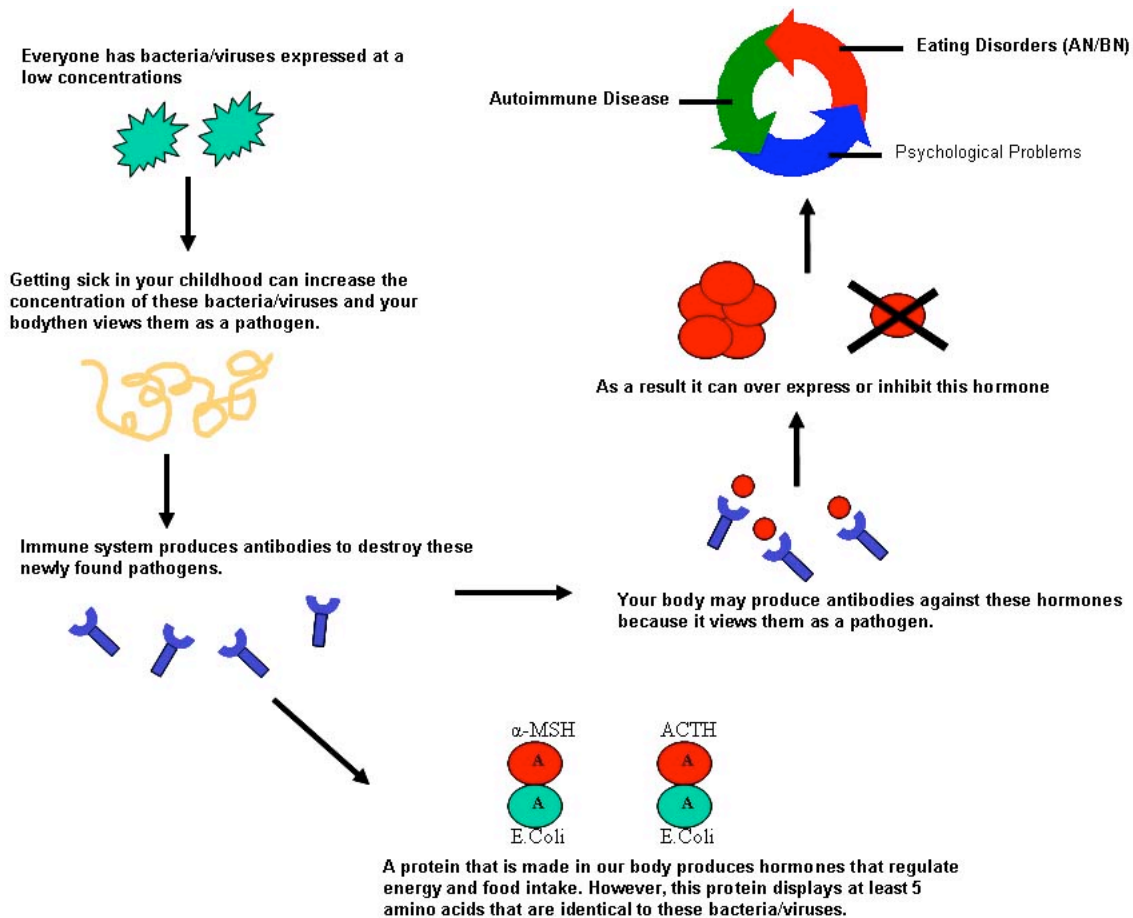 Everyone has bacteria/viruses expressed at a
low concentrations
Getting sick in your childhood can increase the
concentration of these bacteria/viruses and your
bodythen views them as a pathogen.
Immune system produces antibodies to destroy these
newly found pathogens.
α-MSH
A
A
E.Coli
ACTH
A
A
E.Coli
A protein that is made in our body produces hormones that regulate
energy and food intake. However, this protein displays at least 5
amino acids that are identical to these bacteria/viruses.
Your body may produce antibodies against these hormones
because it views them as a pathogen.
As a result it can over express or inhibit this hormone
Autoimmune Disease
Eating Disorders (AN/BN)
Psychological Problems